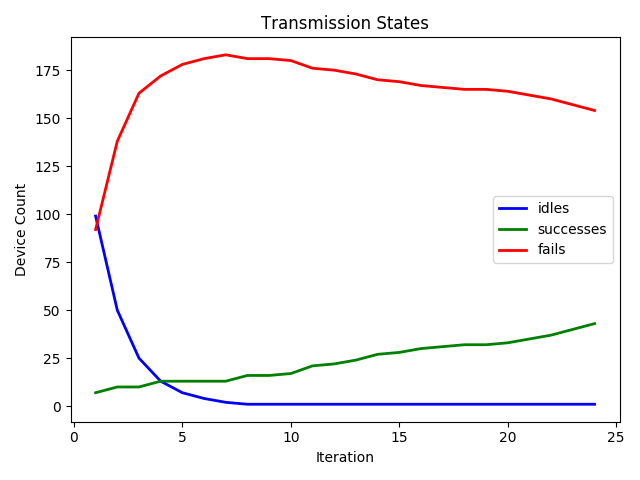 Transmission States
Device Count
175
150
125
100
75
50
25
0
idles
successes
fails
0 5 10 15 20 25
Iteration